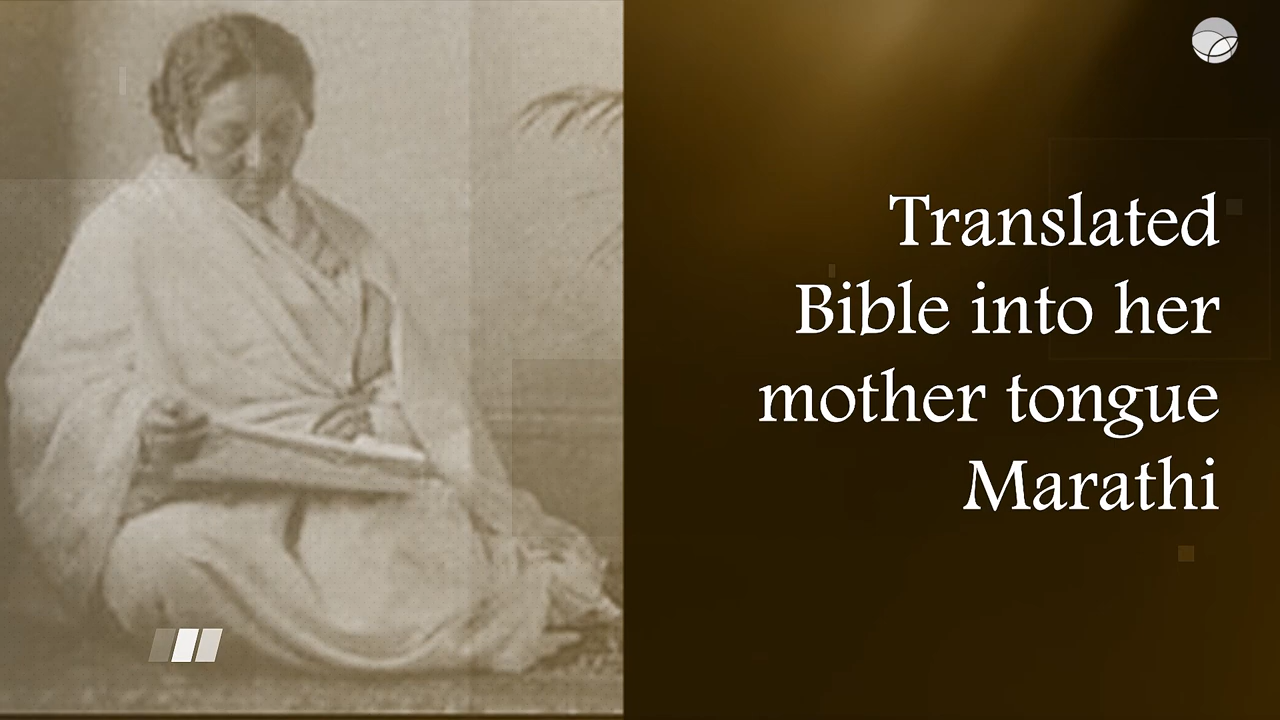 Translated
Bible into her
mother tongue
Marathi